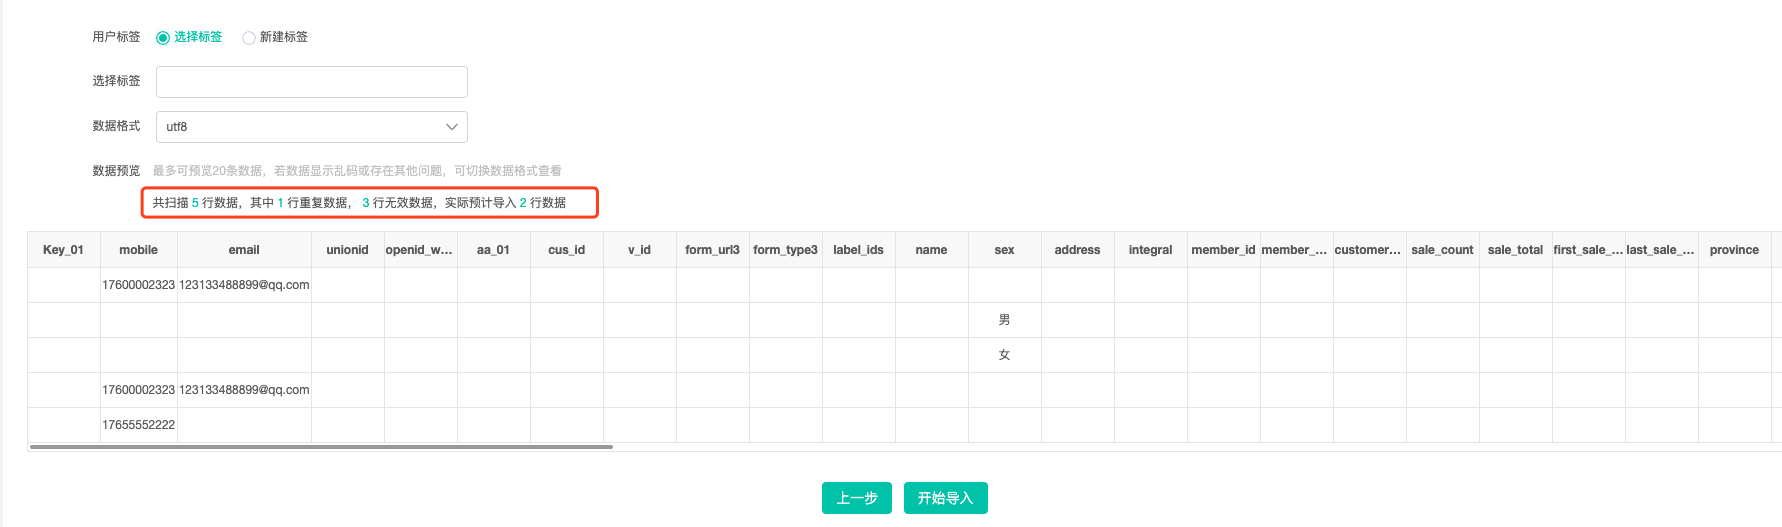 用户标签 选择标签 新建标签
选择标签
数据格式 utf8
数据预览 最多可预览20条数据，若数据显示乱码或存在其他问题，可切换数据格式查看
共扫描 5 行数据，其中 1 行重复数据， 3 行无效数据，实际预计导入 2 行数据
Key_01 mobile email unionid openid_w... aa_01 cus_id v_id form_url3 form_type3 label_ids name sex address integral member_id member_... customer... sale_count sale_total first_sale_... last_sale_... province
17600002323 123133488899@qq.com
男
女
17600002323 123133488899@qq.com
17655552222
上一步 开始导入